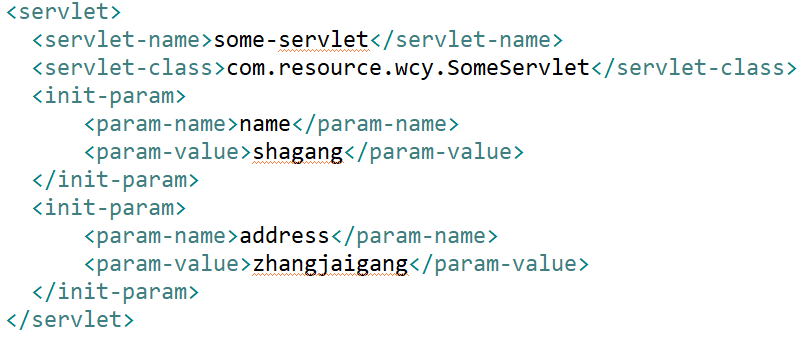 <servlet>
<servlet-name>some-servlet</servlet-name>
<servlet-class>com.resource.wcy.SomeServlet</servlet-class>
<init-param>
<param-name>name</param-name>
<param-value>shagang</param-value>
</init-param>
<init-param>
<param-name>address</param-name>
<param-value>zhangjaigang</param-value>
</init-param>
</servlet>